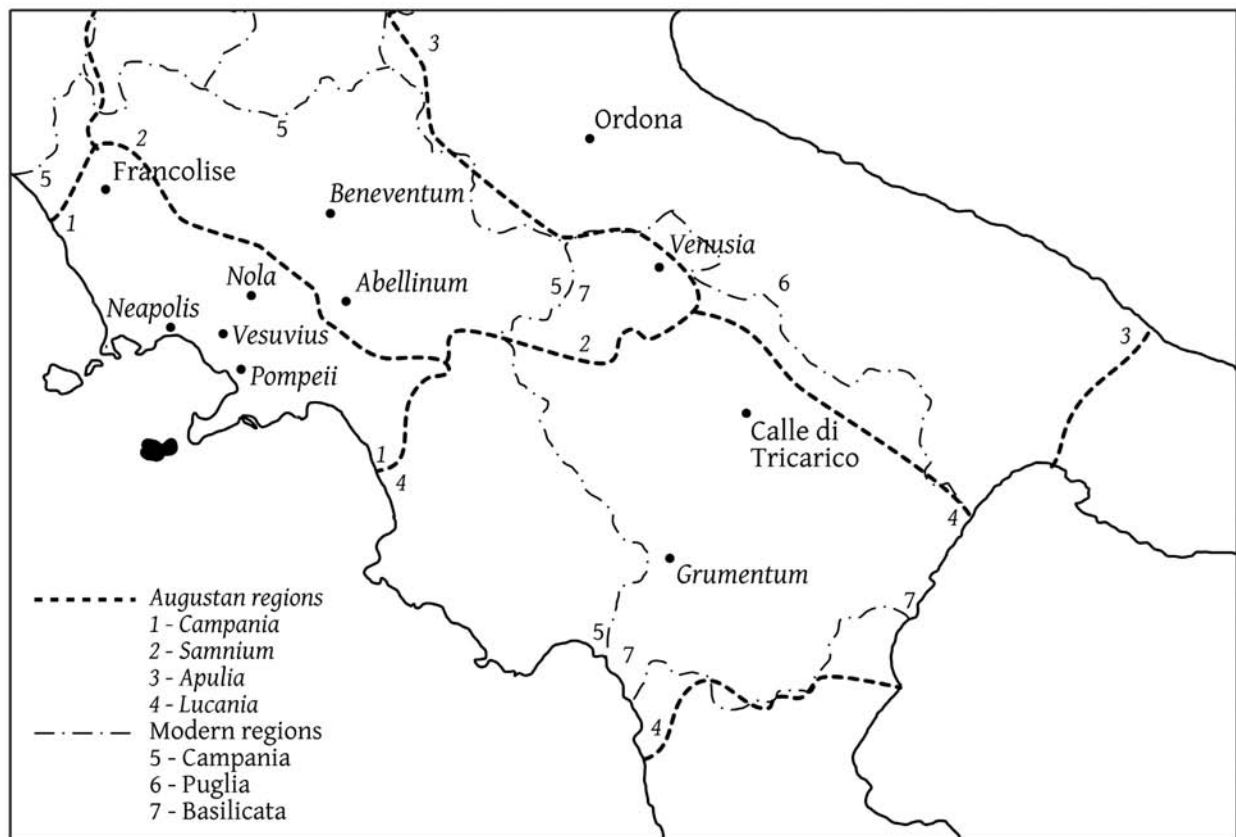 3
Ordona
5
2
Francolise
5
1
Beneventum
Venusia
Nola
Abellinum
5
7
6
Neapolis
Vesuvius
2
3
Pompeii
Calle di
Tricarico
1
4
4
Grumentum
Augustan regions
1 - Campania
2 - Samnium
3 - Apulia
4 - Lucania
Modern regions
5 - Campania
6 - Puglia
7 - Basilicata
7
5
7
4